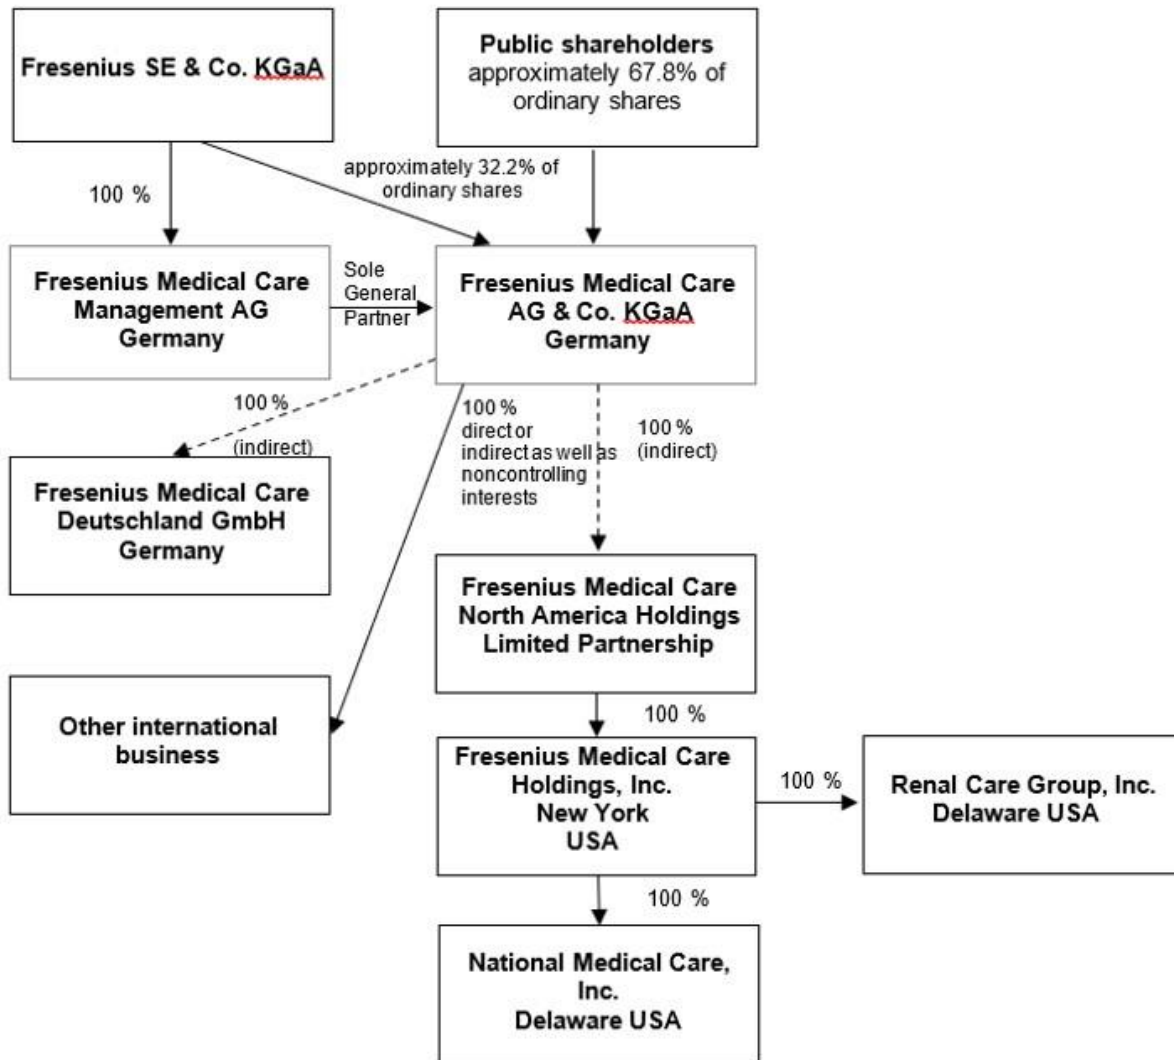 Fresenius SE & Co. KGaA
Public shareholders
approximately 67.8% of
ordinary shares
approximately 32.2% of
ordinary shares
100 %
Fresenius Medical Care
Management AG
Germany
Sole
General
Partner
Fresenius Medical Care
AG & Co. KGaA
Germany
100 %
(indirect)
100 %
direct or
indirect as well as
noncontrolling
interests
100 %
(indirect)
Fresenius Medical Care
Deutschland GmbH
Germany
Fresenius Medical Care
North America Holdings
Limited Partnership
Other international
business
100 %
Fresenius Medical Care
Holdings, Inc.
New York
USA
100 %
Renal Care Group, Inc.
Delaware USA
100 %
National Medical Care,
Inc.
Delaware USA